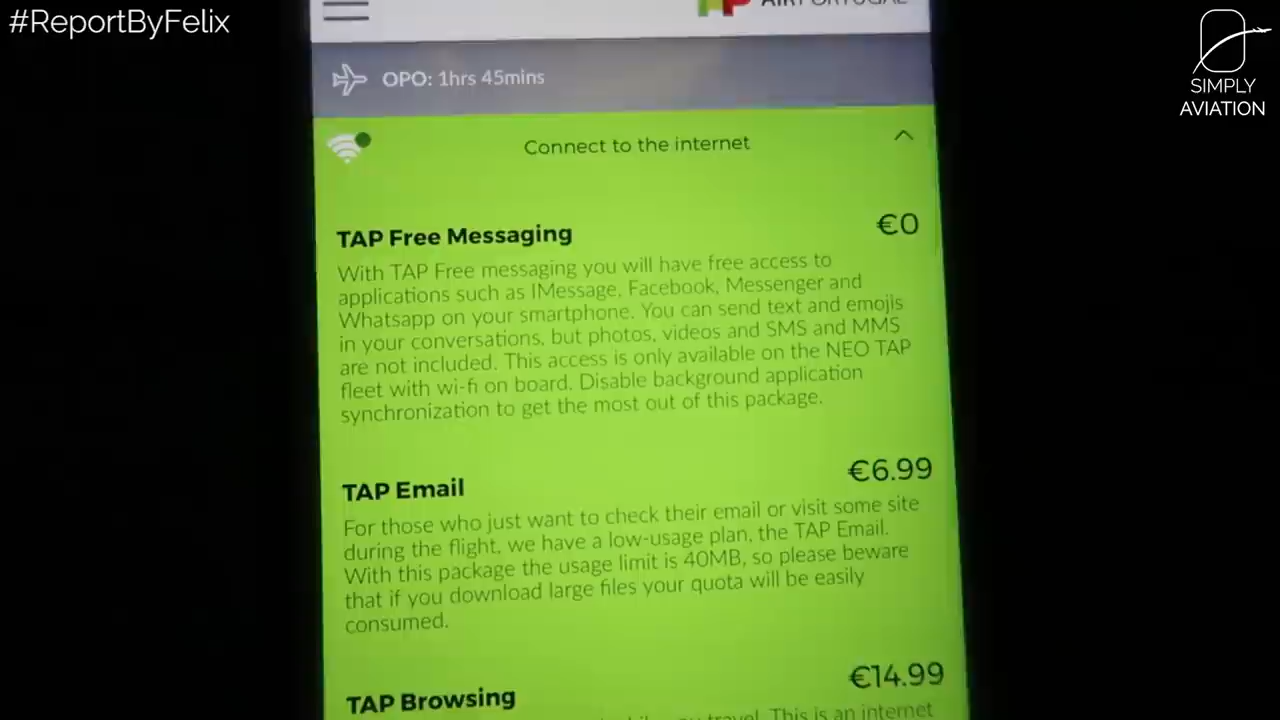 #ReportByFelix
SIMPLY
AVIATION
AIR PORTUGAL
OPO: 1hrs 45mins
Connect to the internet
TAP Free Messaging
€0
With TAP Free messaging you will have free access to
applications such as IMessage, Facebook, Messenger and
Whatsapp on your smartphone. You can send text and emojis
in your conversations, but photos, videos and SMS and MMS
are not included. This access is only available on the NEO TAP
fleet with wi-fi on board. Disable background application
synchronization to get the most out of this package.
TAP Email
€6.99
For those who just want to check their email or visit some site
during the flight, we have a low-usage plan, the TAP Email.
With this package the usage limit is 40MB, so please beware
that if you download large files your quota will be easily
consumed.
TAP Browsing
€14.99
travel. This is an internet